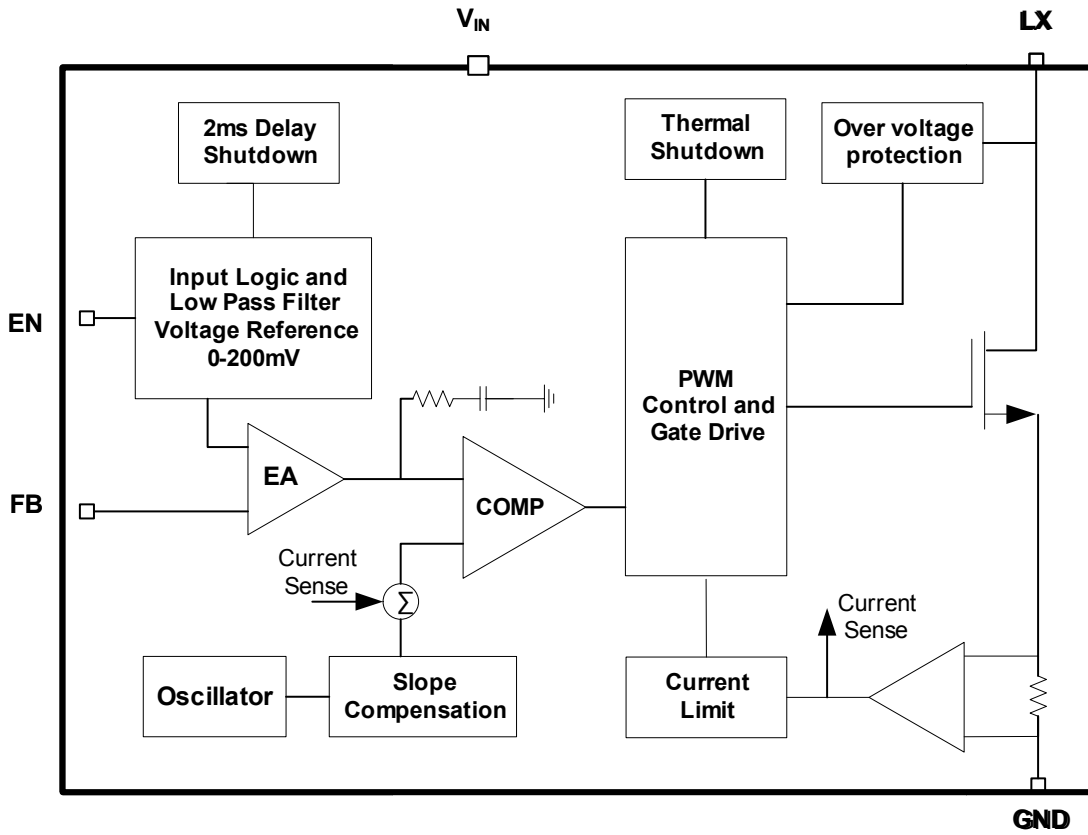 VIN
LX
2ms Delay
Shutdown
Thermal
Shutdown
Over voltage
protection
Input Logic and
Low Pass Filter
Voltage Reference
0-200mV
EN
PWM
Control and
Gate Drive
EA
FB
COMP
Current
Sense
Σ
Current
Sense
Oscillator
Slope
Compensation
Current
Limit
GND